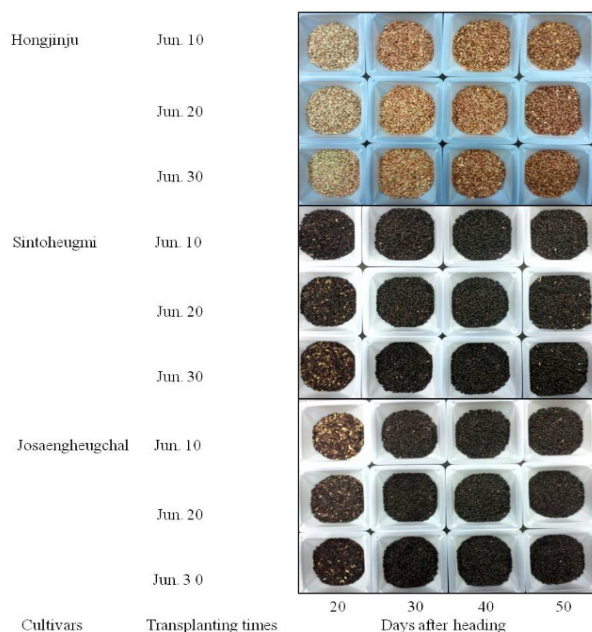 Hongjinju Jun. 10
Jun. 20
Jun. 30
Sintoheugmi Jun. 10
Jun. 20
Jun. 30
Josaengheugchal Jun. 10
Jun. 20
Jun. 3 0
20 30 40 50
Cultivars Transplanting times Days after heading